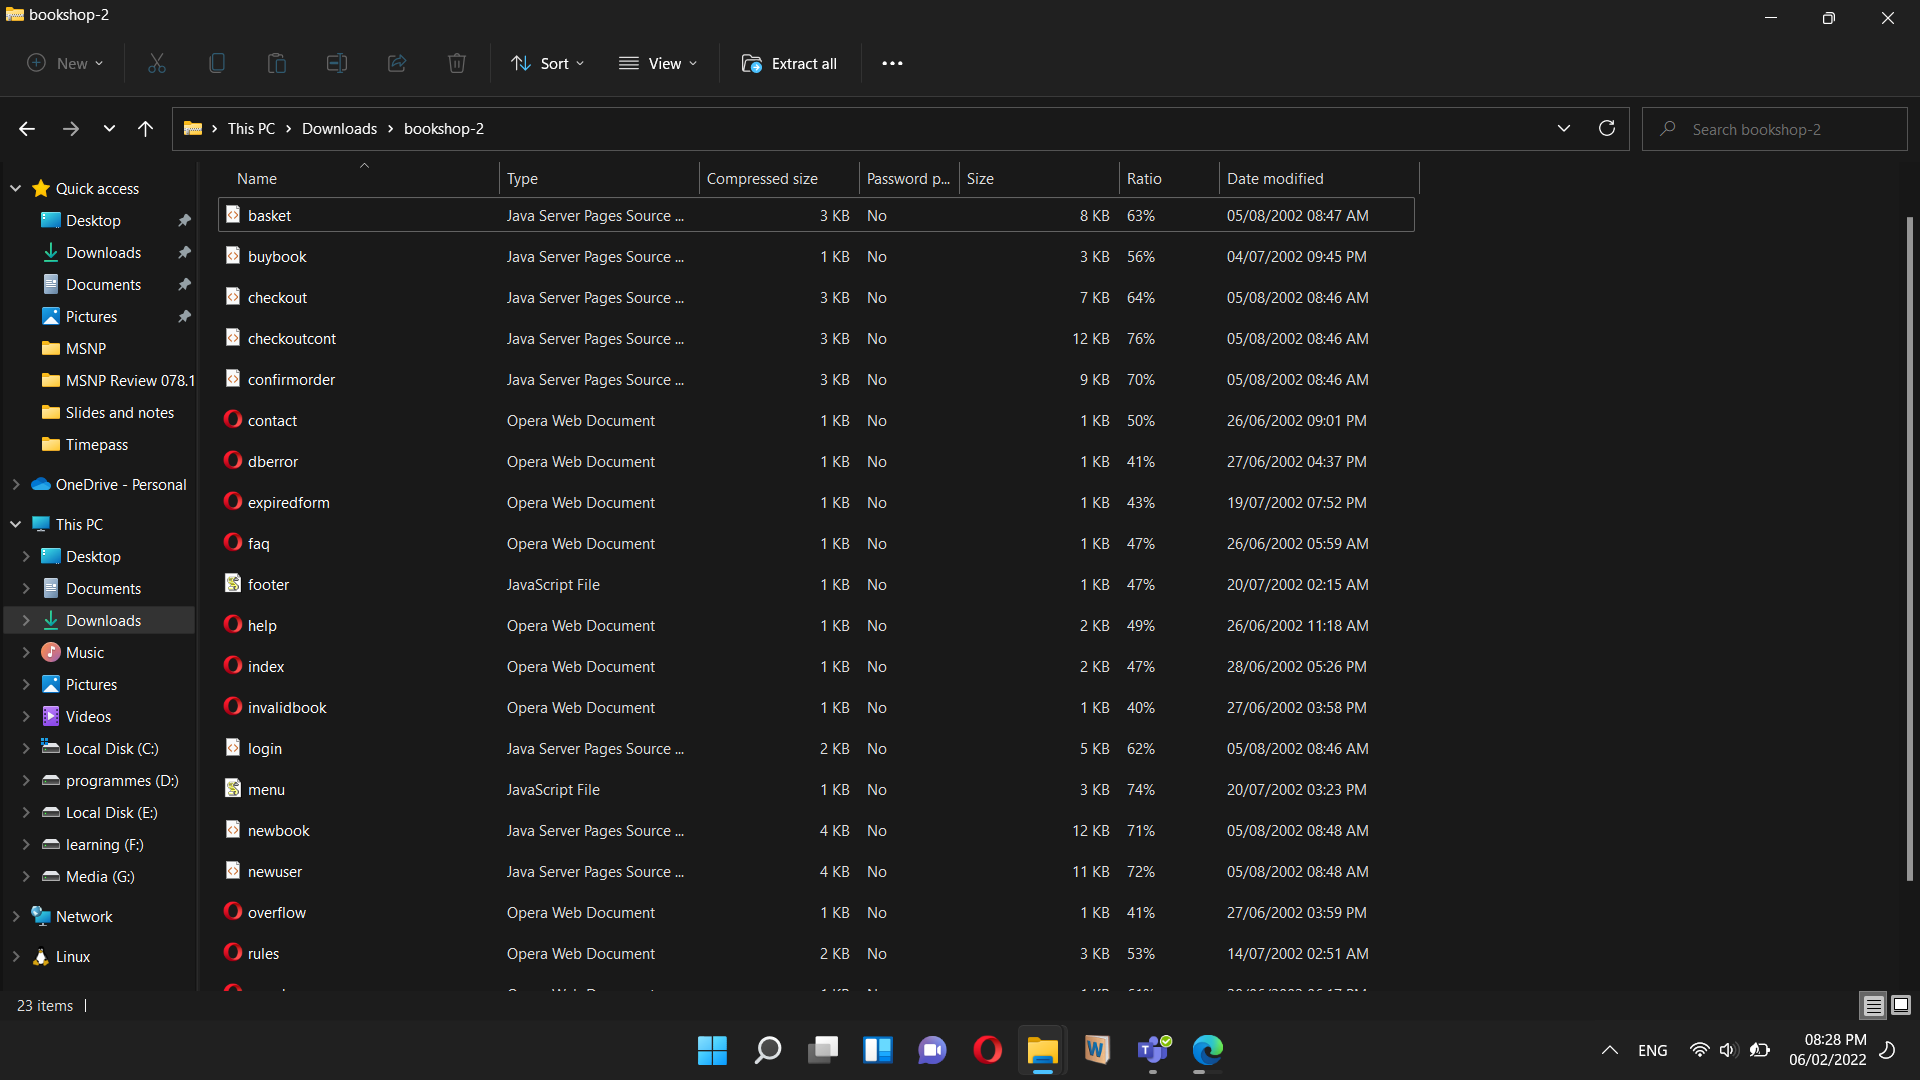 bookshop-2
New
Sort
View
Extract all
This PC
Downloads
bookshop-2
Search bookshop-2
Quick access
Desktop
Downloads
Documents
Pictures
MSNP
MSNP Review 078.1
Slides and notes
Timepass
OneDrive - Personal
This PC
Desktop
Documents
Downloads
Music
Pictures
Videos
Local Disk (C:)
programmes (D:)
Local Disk (E:)
learning (F:)
Media (G:)
Network
Linux
Name Type Compressed size Password p... Size Ratio Date modified
basket Java Server Pages Source ... 3 KB No 8 KB 63% 05/08/2002 08:47 AM
buybook Java Server Pages Source ... 1 KB No 3 KB 56% 04/07/2002 09:45 PM
checkout Java Server Pages Source ... 3 KB No 7 KB 64% 05/08/2002 08:46 AM
checkoutcont Java Server Pages Source ... 3 KB No 12 KB 76% 05/08/2002 08:46 AM
confirmorder Java Server Pages Source ... 3 KB No 9 KB 70% 05/08/2002 08:46 AM
contact Opera Web Document 1 KB No 1 KB 50% 26/06/2002 09:01 PM
dberror Opera Web Document 1 KB No 1 KB 41% 27/06/2002 04:37 PM
expiredform Opera Web Document 1 KB No 1 KB 43% 19/07/2002 07:52 PM
faq Opera Web Document 1 KB No 1 KB 47% 26/06/2002 05:59 AM
footer JavaScript File 1 KB No 1 KB 47% 20/07/2002 02:15 AM
help Opera Web Document 1 KB No 2 KB 49% 26/06/2002 11:18 AM
index Opera Web Document 1 KB No 2 KB 47% 28/06/2002 05:26 PM
invalidbook Opera Web Document 1 KB No 1 KB 40% 27/06/2002 03:58 PM
login Java Server Pages Source ... 2 KB No 5 KB 62% 05/08/2002 08:46 AM
menu JavaScript File 1 KB No 3 KB 74% 20/07/2002 03:23 PM
newbook Java Server Pages Source ... 4 KB No 12 KB 71% 05/08/2002 08:48 AM
newuser Java Server Pages Source ... 4 KB No 11 KB 72% 05/08/2002 08:48 AM
overflow Opera Web Document 1 KB No 1 KB 41% 27/06/2002 03:59 PM
rules Opera Web Document 2 KB No 3 KB 53% 14/07/2002 02:51 AM
23 items
ENG
08:28 PM
06/02/2022